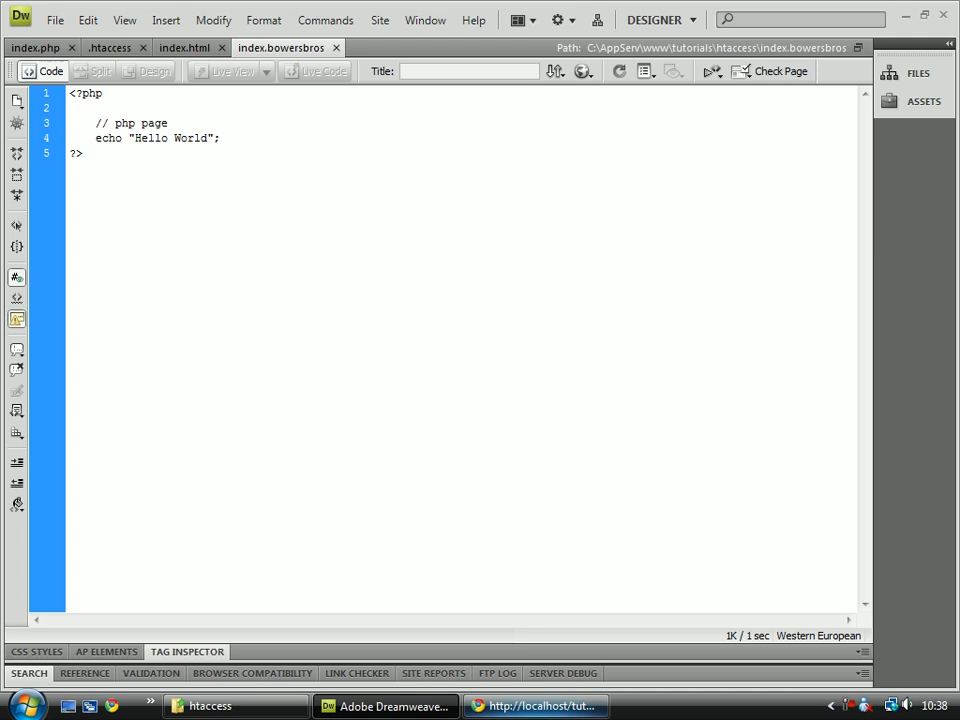 Dw File Edit View Insert Modify Format Commands Site Window Help DESIGNER
index.php .htaccess index.html index.bowersbros Path: C:\AppServ\www\tutorials\htaccess\index.bowersbros
Code Split Design Live View Live Code Title: Check Page
FILES
ASSETS
1 <?php
2
3 // php page
4 echo "Hello World";
5 ?>
1K / 1 sec Western European
CSS STYLES AP ELEMENTS TAG INSPECTOR
SEARCH REFERENCE VALIDATION BROWSER COMPATIBILITY LINK CHECKER SITE REPORTS FTP LOG SERVER DEBUG
» htaccess Dw Adobe Dreamweave... http://localhost/tut... 10:38